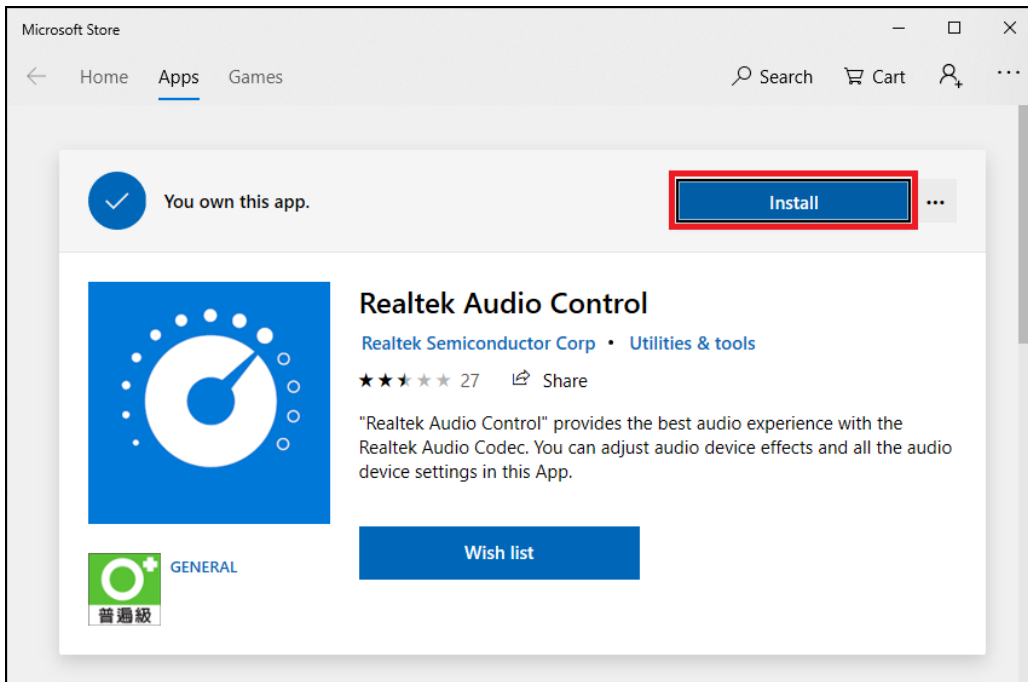 Microsoft Store
Home Apps Games Search Cart
You own this app.
Install
Realtek Audio Control
Realtek Semiconductor Corp • Utilities & tools
27 Share
"Realtek Audio Control" provides the best audio experience with the
Realtek Audio Codec. You can adjust audio device effects and all the audio
device settings in this App.
Wish list
GENERAL
普遍級